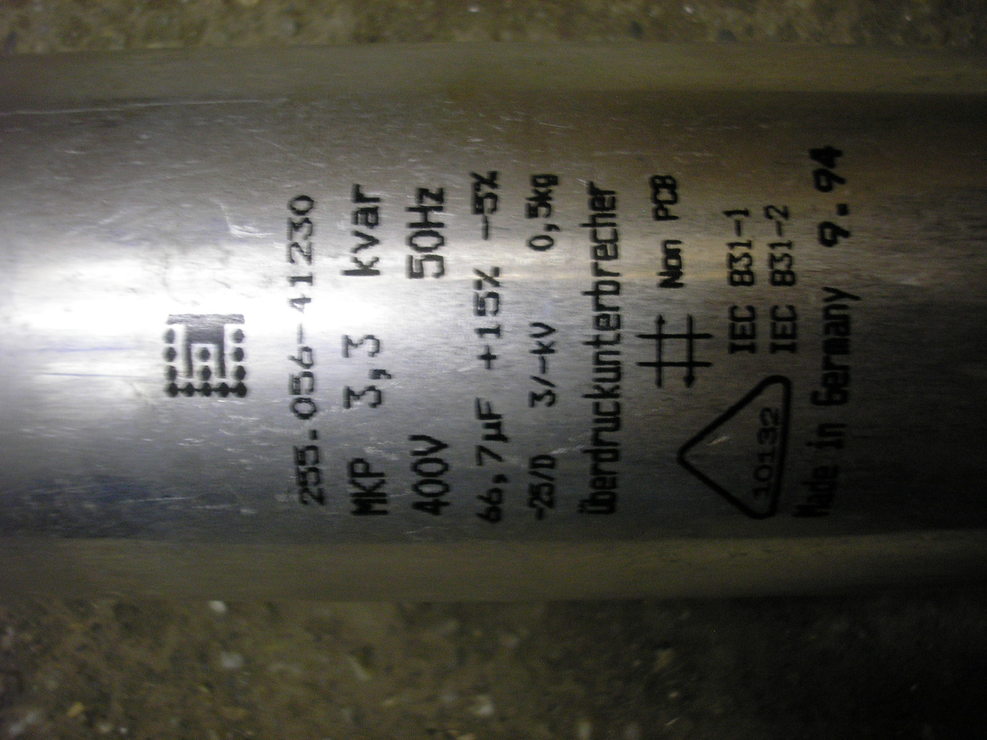 255.056-41230
MKP 3,3 kvar
400V 50Hz
66,7µF +15% -5%
-25/D 3/-kV 0,5kg
Überdruckunterbrecher
Non PCB
10132
IEC 831-1
IEC 831-2
Made in Germany 9.94